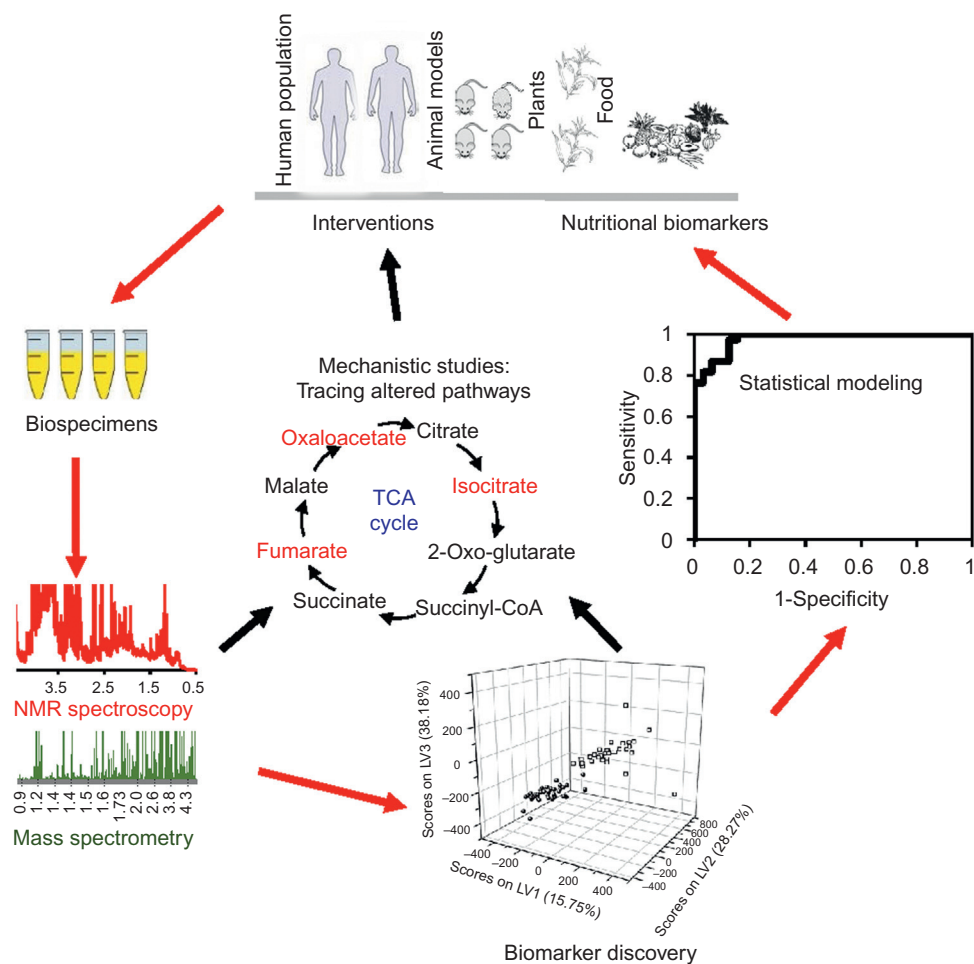 Human population
Animal models
Plants
Food
Interventions
Nutritional biomarkers
Biospecimens
Mechanistic studies:
Tracing altered pathways
Oxaloacetate
Citrate
Malate
TCA
cycle
Isocitrate
Fumarate
2-Oxo-glutarate
Succinate
Succinyl-CoA
1
0.8
0.6
0.4
0.2
0
Sensitivity
Statistical modeling
0 0.2 0.4 0.6 0.8 1
1-Specificity
3.5 2.5 1.5 0.5
NMR spectroscopy
0.9 1.2 1.4 1.4 1.5 1.6 1.73 2.0 2.6 3.8 4.3
Mass spectrometry
400
200
0
−200
−400
Scores on LV3 (38.18%)
−400 −200 0 200 400
Scores on LV1 (15.75%)
800
600
400
200
0
−200
−400
Scores on LV2 (28.27%)
Biomarker discovery